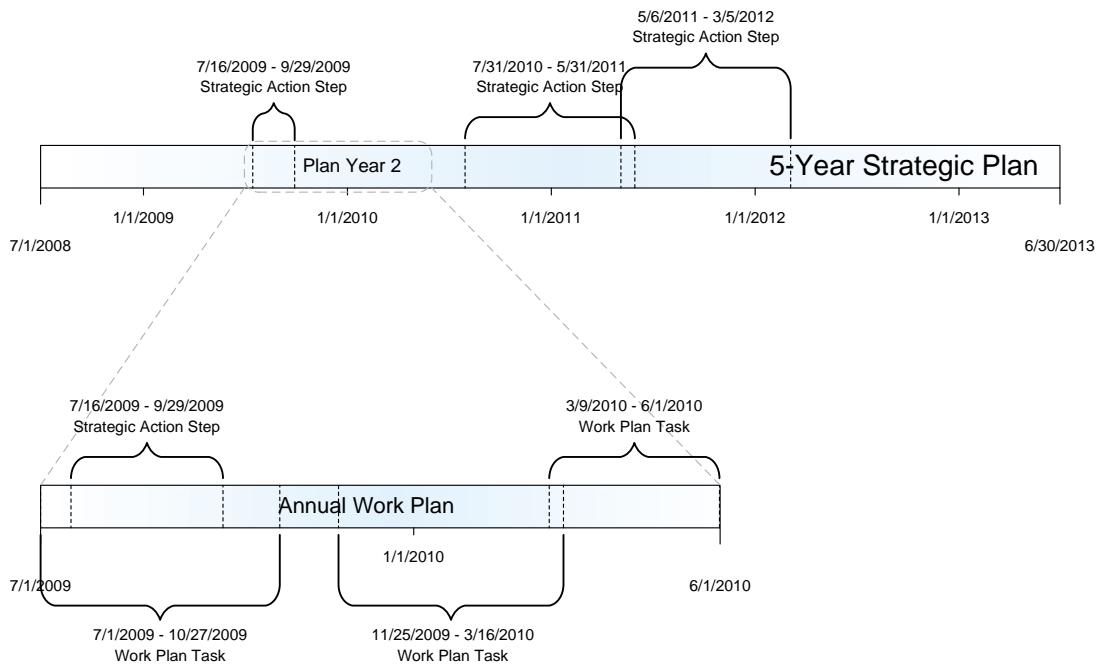 5/6/2011 - 3/5/2012
Strategic Action Step
7/16/2009 - 9/29/2009
Strategic Action Step
7/31/2010 - 5/31/2011
Strategic Action Step
Plan Year 2
5-Year Strategic Plan
1/1/2009
1/1/2010
1/1/2011
1/1/2012
1/1/2013
7/1/2008
6/30/2013
7/16/2009 - 9/29/2009
Strategic Action Step
3/9/2010 - 6/1/2010
Work Plan Task
Annual Work Plan
1/1/2010
7/1/2009
6/1/2010
7/1/2009 - 10/27/2009
Work Plan Task
11/25/2009 - 3/16/2010
Work Plan Task